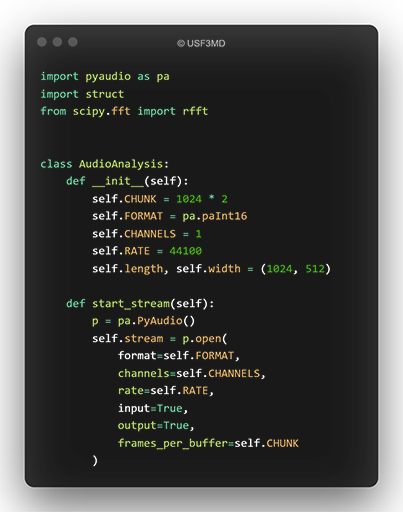 © USF3MD
import pyaudio as pa
import struct
from scipy.fft import rfft
class AudioAnalysis:
    def __init__(self):
        self.CHUNK = 1024 * 2
        self.FORMAT = pa.paInt16
        self.CHANNELS = 1
        self.RATE = 44100
        self.length, self.width = (1024, 512)
    def start_stream(self):
        p = pa.PyAudio()
        self.stream = p.open(
            format=self.FORMAT,
            channels=self.CHANNELS,
            rate=self.RATE,
            input=True,
            output=True,
            frames_per_buffer=self.CHUNK
        )